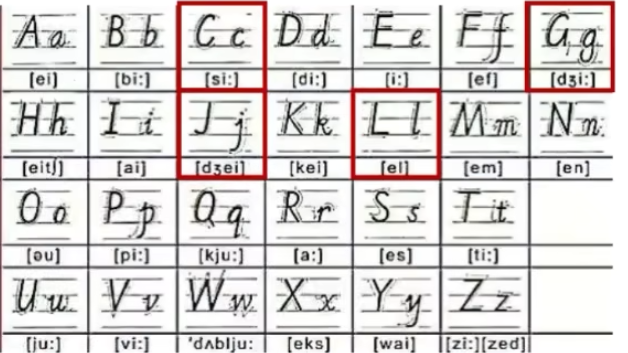 Aa Bb Cc Dd Ee Ff Gg
[ei] [bi:] [si:] [di:] [i:] [ef] [dʒi:]
Hh Ii Jj Kk Ll Mm Nn
[eitʃ] [ai] [dʒei] [kei] [el] [em] [en]
Oo Pp Qq Rr Ss Tt
[əu] [pi:] [kju:] [a:] [es] [ti:]
Uu Vv Ww Xx Yy Zz
[ju:] [vi:] 'dʌblju: [eks] [wai] [zi:][zed]